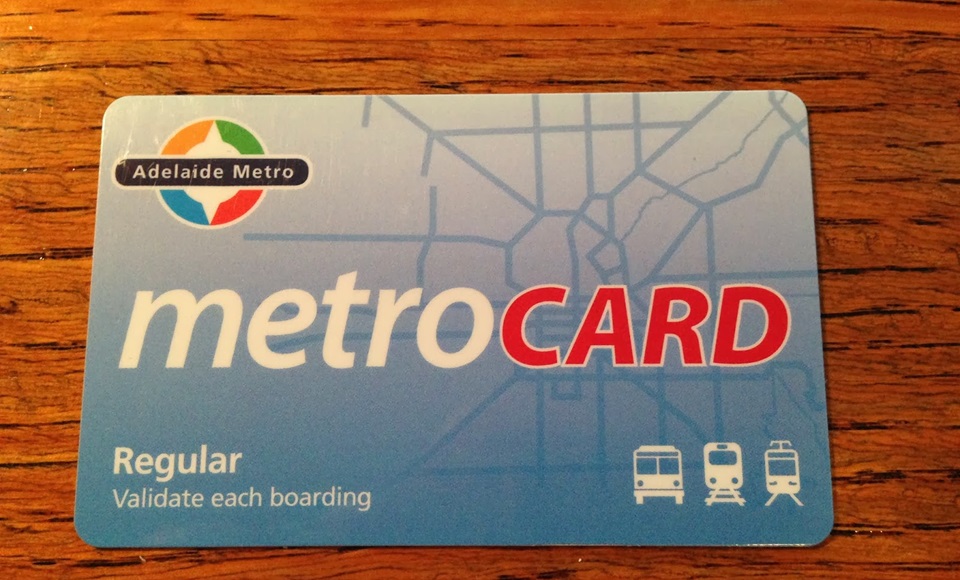 Adelaide Metro
metroCARD
Regular
Validate each boarding